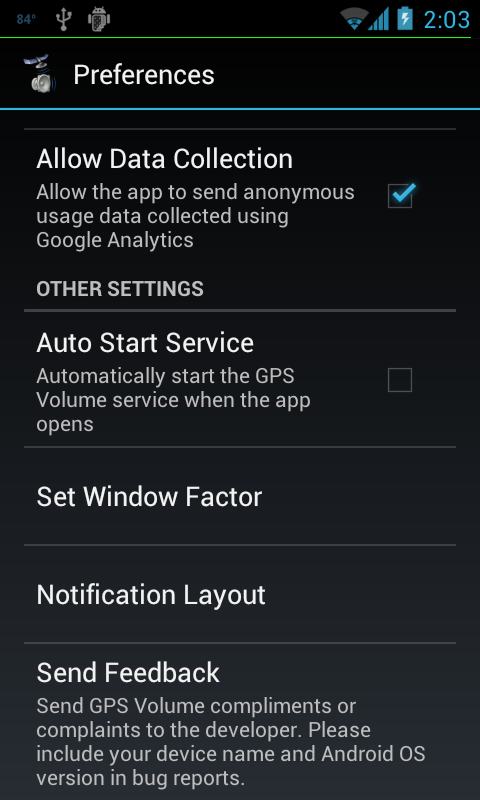 84°
2:03
Preferences
Allow Data Collection
Allow the app to send anonymous
usage data collected using
Google Analytics
OTHER SETTINGS
Auto Start Service
Automatically start the GPS
Volume service when the app
opens
Set Window Factor
Notification Layout
Send Feedback
Send GPS Volume compliments or
complaints to the developer. Please
include your device name and Android OS
version in bug reports.